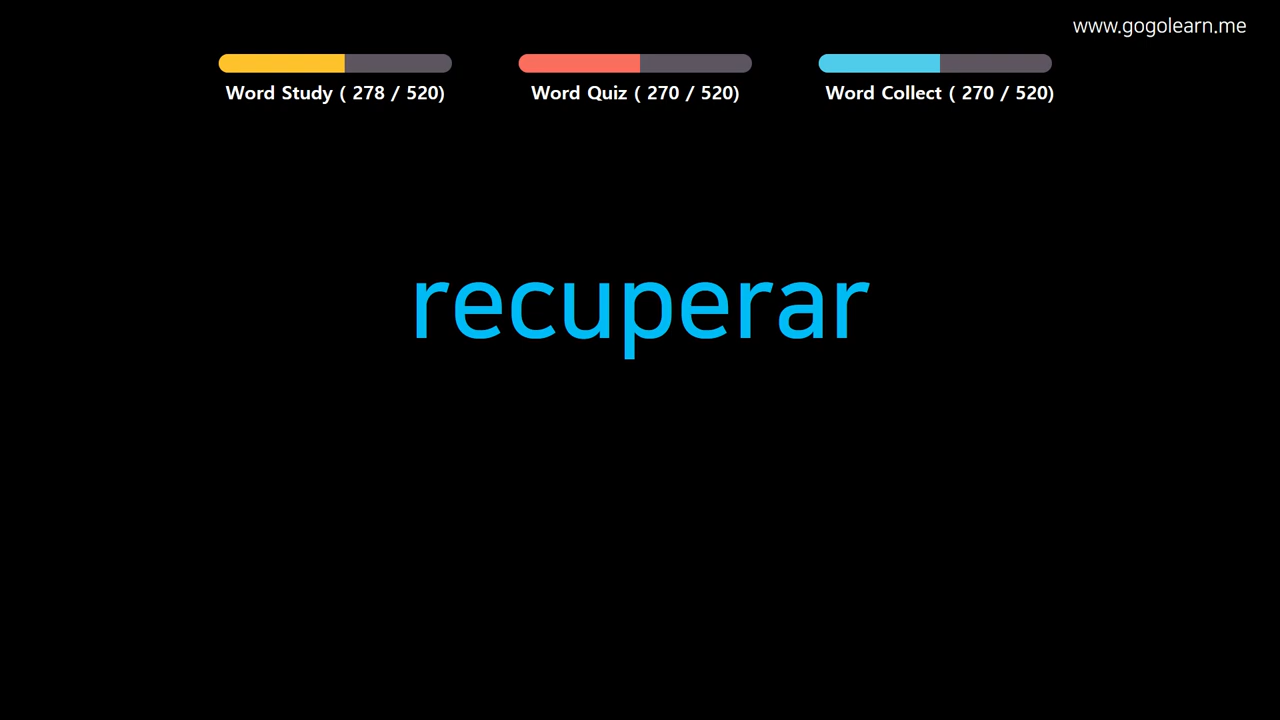 www.gogolearn.me
Word Study ( 278 / 520)
Word Quiz ( 270 / 520)
Word Collect ( 270 / 520)
recuperar